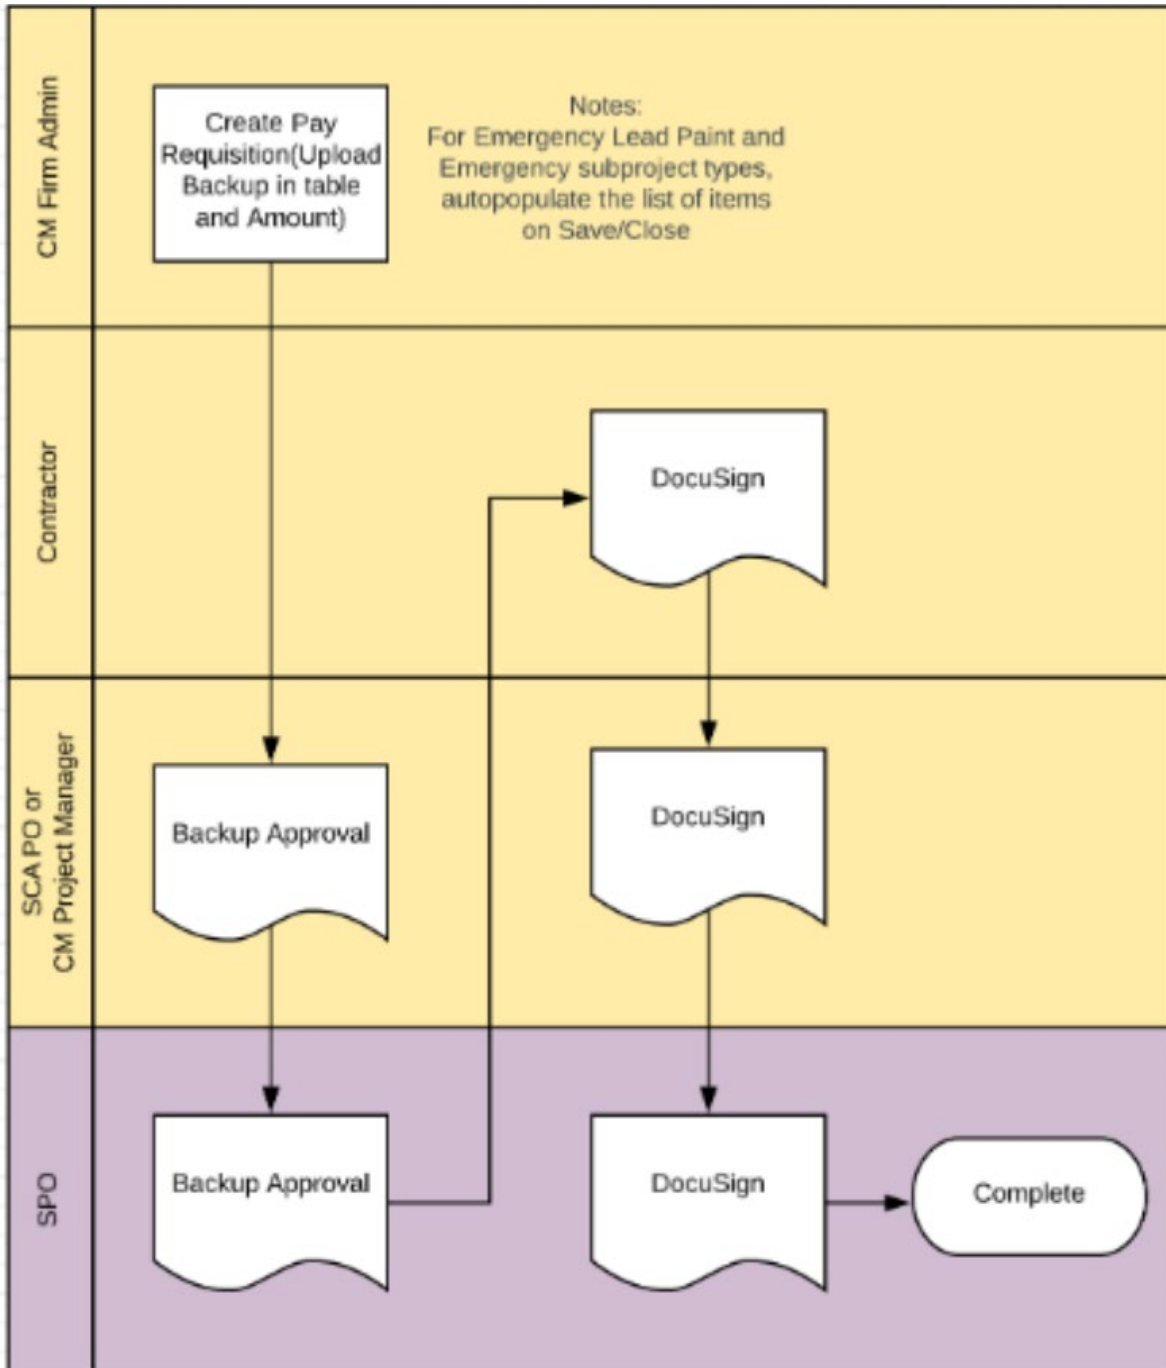 CM Firm Admin
Create Pay
Requisition(Upload
Backup in table
and Amount)
Notes:
For Emergency Lead Paint and
Emergency subproject types,
autopopulate the list of items
on Save/Close
Contractor
DocuSign
SCA PO or
CM Project Manager
Backup Approval
DocuSign
SPO
Backup Approval
DocuSign
Complete